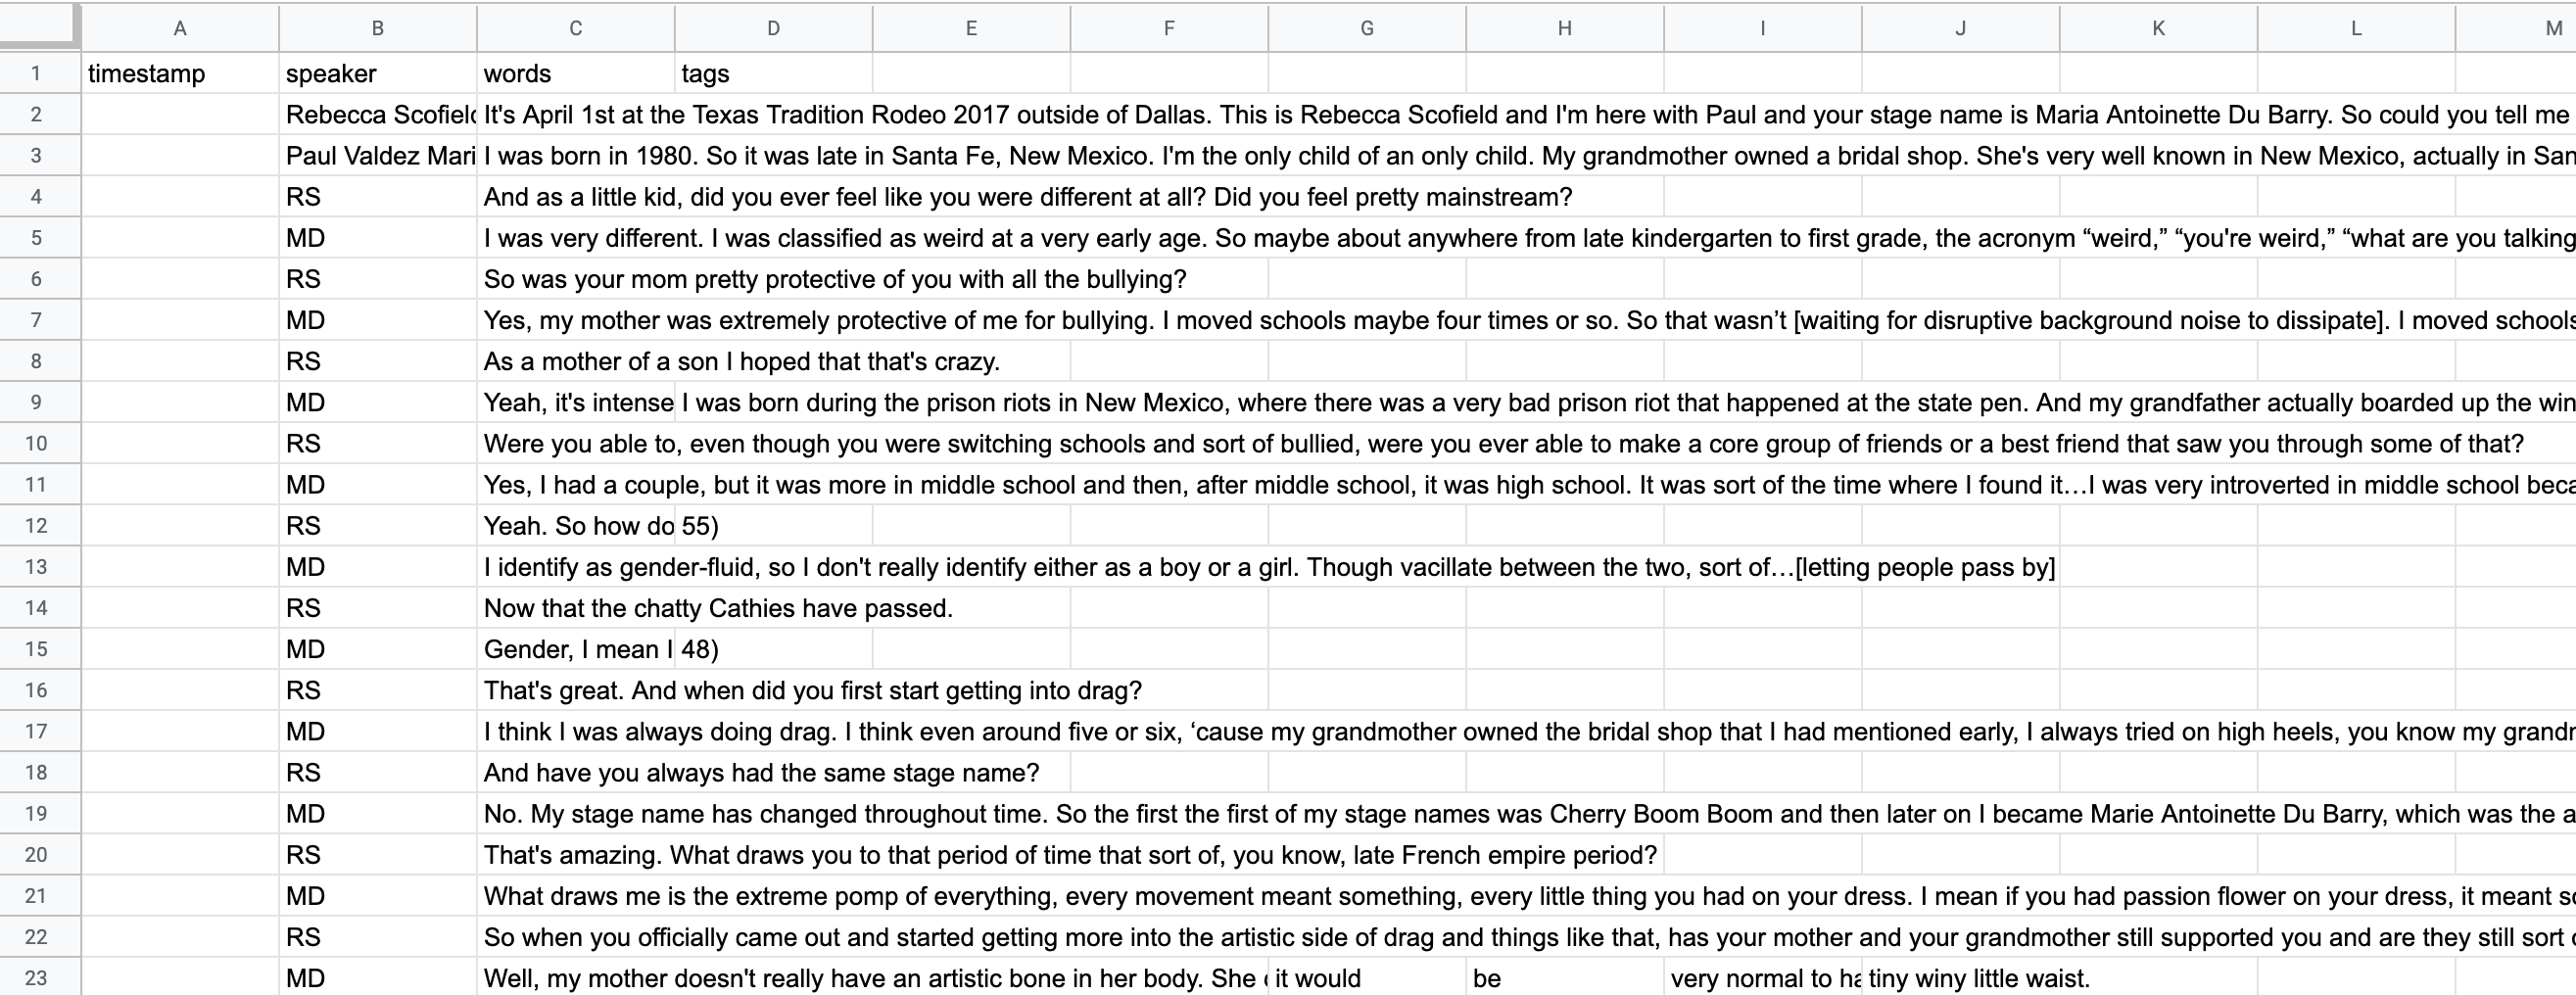 A B C D E F G H I J K L M
1 timestamp speaker words tags
2 Rebecca Scofield It's April 1st at the Texas Tradition Rodeo 2017 outside of Dallas. This is Rebecca Scofield and I'm here with Paul and your stage name is Maria Antoinette Du Barry. So could you tell me
3 Paul Valdez Mari I was born in 1980. So it was late in Santa Fe, New Mexico. I'm the only child of an only child. My grandmother owned a bridal shop. She's very well known in New Mexico, actually in San
4 RS And as a little kid, did you ever feel like you were different at all? Did you feel pretty mainstream?
5 MD I was very different. I was classified as weird at a very early age. So maybe about anywhere from late kindergarten to first grade, the acronym “weird,” “you're weird,” “what are you talking
6 RS So was your mom pretty protective of you with all the bullying?
7 MD Yes, my mother was extremely protective of me for bullying. I moved schools maybe four times or so. So that wasn’t [waiting for disruptive background noise to dissipate]. I moved schools
8 RS As a mother of a son I hoped that that's crazy.
9 MD Yeah, it's intense I was born during the prison riots in New Mexico, where there was a very bad prison riot that happened at the state pen. And my grandfather actually boarded up the win
10 RS Were you able to, even though you were switching schools and sort of bullied, were you ever able to make a core group of friends or a best friend that saw you through some of that?
11 MD Yes, I had a couple, but it was more in middle school and then, after middle school, it was high school. It was sort of the time where I found it…I was very introverted in middle school beca
12 RS Yeah. So how do 55)
13 MD I identify as gender-fluid, so I don't really identify either as a boy or a girl. Though vacillate between the two, sort of…[letting people pass by]
14 RS Now that the chatty Cathies have passed.
15 MD Gender, I mean I 48)
16 RS That's great. And when did you first start getting into drag?
17 MD I think I was always doing drag. I think even around five or six, ‘cause my grandmother owned the bridal shop that I had mentioned early, I always tried on high heels, you know my grandr
18 RS And have you always had the same stage name?
19 MD No. My stage name has changed throughout time. So the first the first of my stage names was Cherry Boom Boom and then later on I became Marie Antoinette Du Barry, which was the a
20 RS That's amazing. What draws you to that period of time that sort of, you know, late French empire period?
21 MD What draws me is the extreme pomp of everything, every movement meant something, every little thing you had on your dress. I mean if you had passion flower on your dress, it meant so
22 RS So when you officially came out and started getting more into the artistic side of drag and things like that, has your mother and your grandmother still supported you and are they still sort
23 MD Well, my mother doesn't really have an artistic bone in her body. She it would be very normal to ha tiny winy little waist.